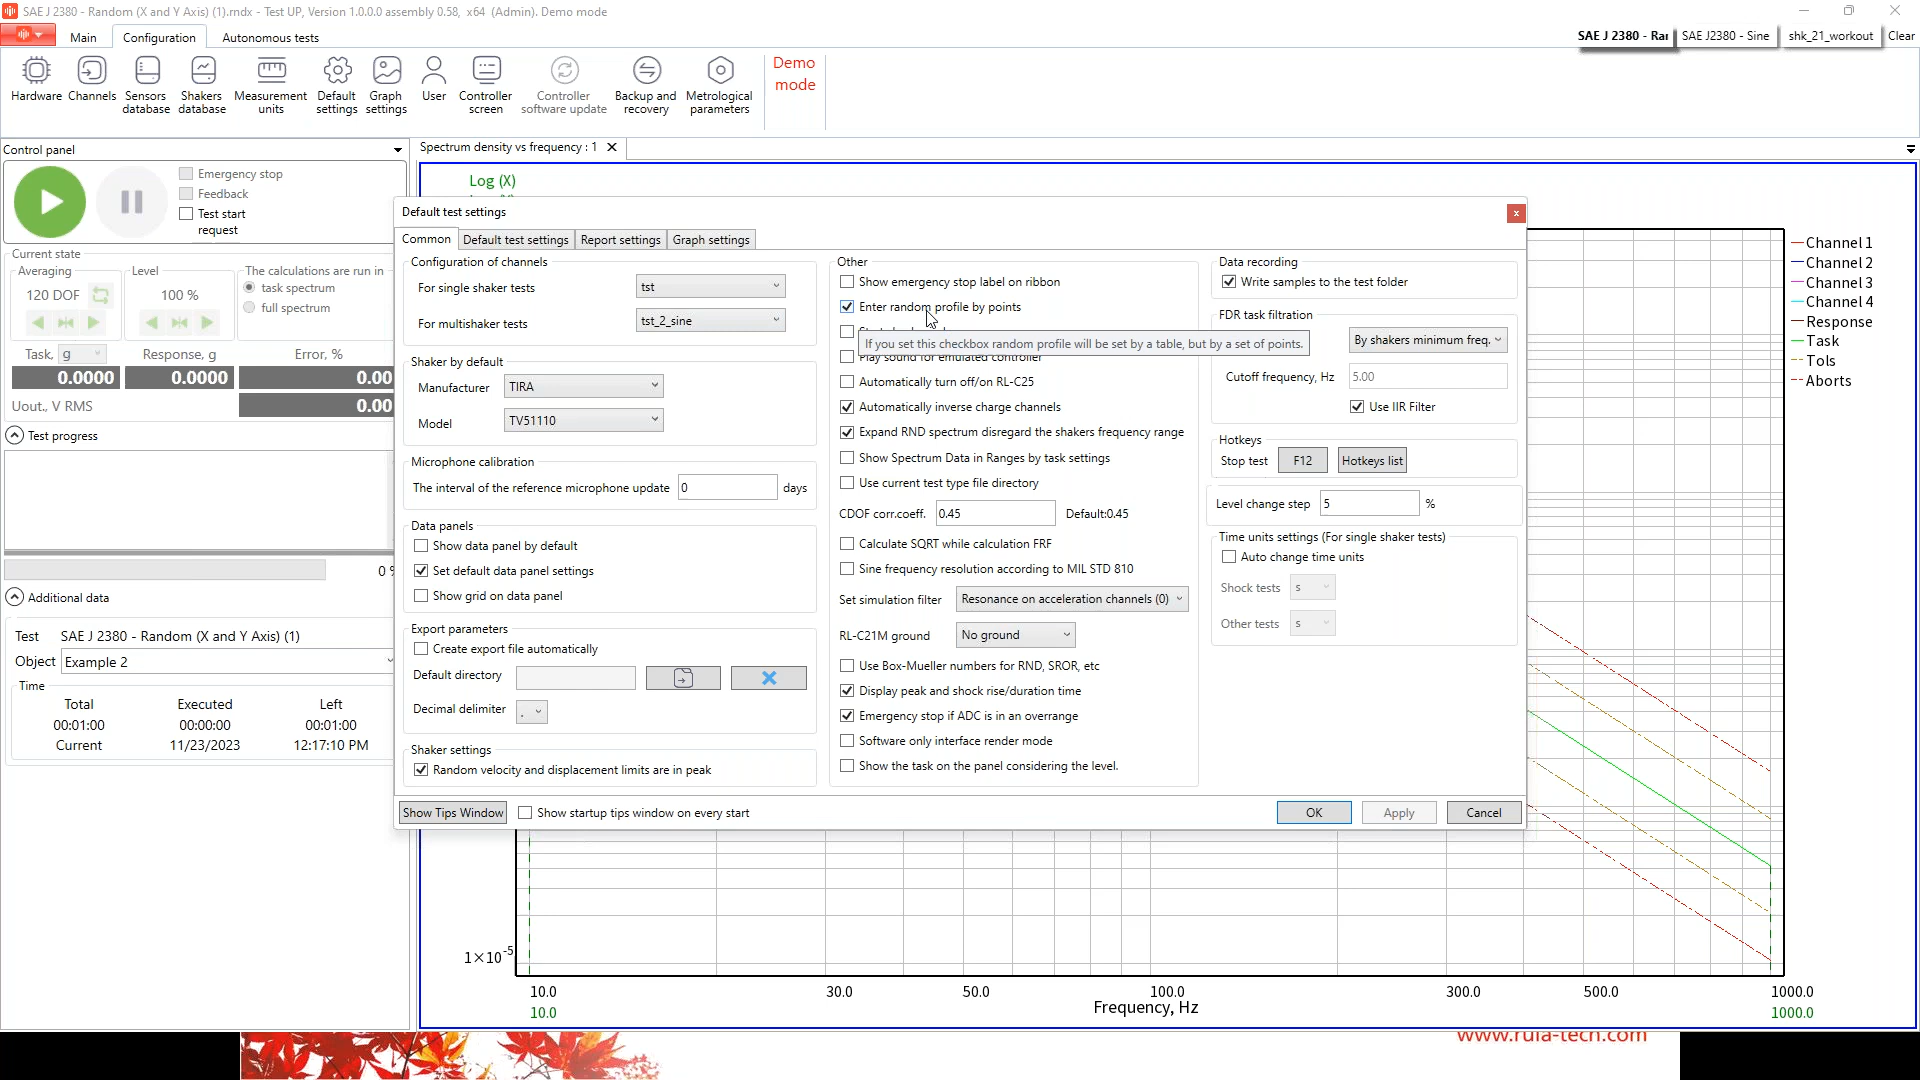 SAE J 2380 - Random (X and Y Axis) (1).rndx - Test UP, Version 1.0.0.0 assembly 0.58, x64 (Admin). Demo mode
Main
Configuration
Autonomous tests
SAE J 2380 - Rar
SAE J2380 - Sine
shk_21_workout
Clear
Hardware
Channels
Sensors
database
Shakers
database
Measurement
units
Default
settings
Graph
settings
User
Controller
screen
Controller
software update
Backup and
recovery
Metrological
parameters
Demo
mode
Control panel
Emergency stop
Feedback
Test start
request
Current state
Averaging
120 DOF
Level
100 %
The calculations are run in
task spectrum
full spectrum
Task, g
Response, g
Error, %
0.0000
0.0000
0.00
Uout., V RMS
0.00
Test progress
0 %
Additional data
Test SAE J 2380 - Random (X and Y Axis) (1)
Object Example 2
Time
Total Executed Left
00:01:00 00:00:00 00:01:00
Current 11/23/2023 12:17:10 PM
Spectrum density vs frequency : 1
Log (X)
Default test settings
x
Common
Default test settings
Report settings
Graph settings
Configuration of channels
For single shaker tests tst
For multishaker tests tst_2_sine
Shaker by default
Manufacturer TIRA
Model TV51110
Microphone calibration
The interval of the reference microphone update 0 days
Data panels
Show data panel by default
Set default data panel settings
Show grid on data panel
Export parameters
Create export file automatically
Default directory
Decimal delimiter .
Shaker settings
Random velocity and displacement limits are in peak
Other
Show emergency stop label on ribbon
Enter random profile by points
If you set this checkbox random profile will be set by a table, but by a set of points.
Play sound for emulated controller
Automatically turn off/on RL-C25
Automatically inverse charge channels
Expand RND spectrum disregard the shakers frequency range
Show Spectrum Data in Ranges by task settings
Use current test type file directory
CDOF corr.coeff. 0.45 Default:0.45
Calculate SQRT while calculation FRF
Sine frequency resolution according to MIL STD 810
Set simulation filter Resonance on acceleration channels (0)
RL-C21M ground No ground
Use Box-Mueller numbers for RND, SROR, etc
Display peak and shock rise/duration time
Emergency stop if ADC is in an overrange
Software only interface render mode
Show the task on the panel considering the level.
Data recording
Write samples to the test folder
FDR task filtration
By shakers minimum freq.
Cutoff frequency, Hz 5.00
Use IIR Filter
Hotkeys
Stop test F12 Hotkeys list
Level change step 5 %
Time units settings (For single shaker tests)
Auto change time units
Shock tests s
Other tests s
Show Tips Window
Show startup tips window on every start
OK
Apply
Cancel
Channel 1
Channel 2
Channel 3
Channel 4
Response
Task
Tols
Aborts
1×10⁻⁵
10.0 30.0 50.0 100.0 300.0 500.0 1000.0
Frequency, Hz
10.0 1000.0
www.rula-tech.com